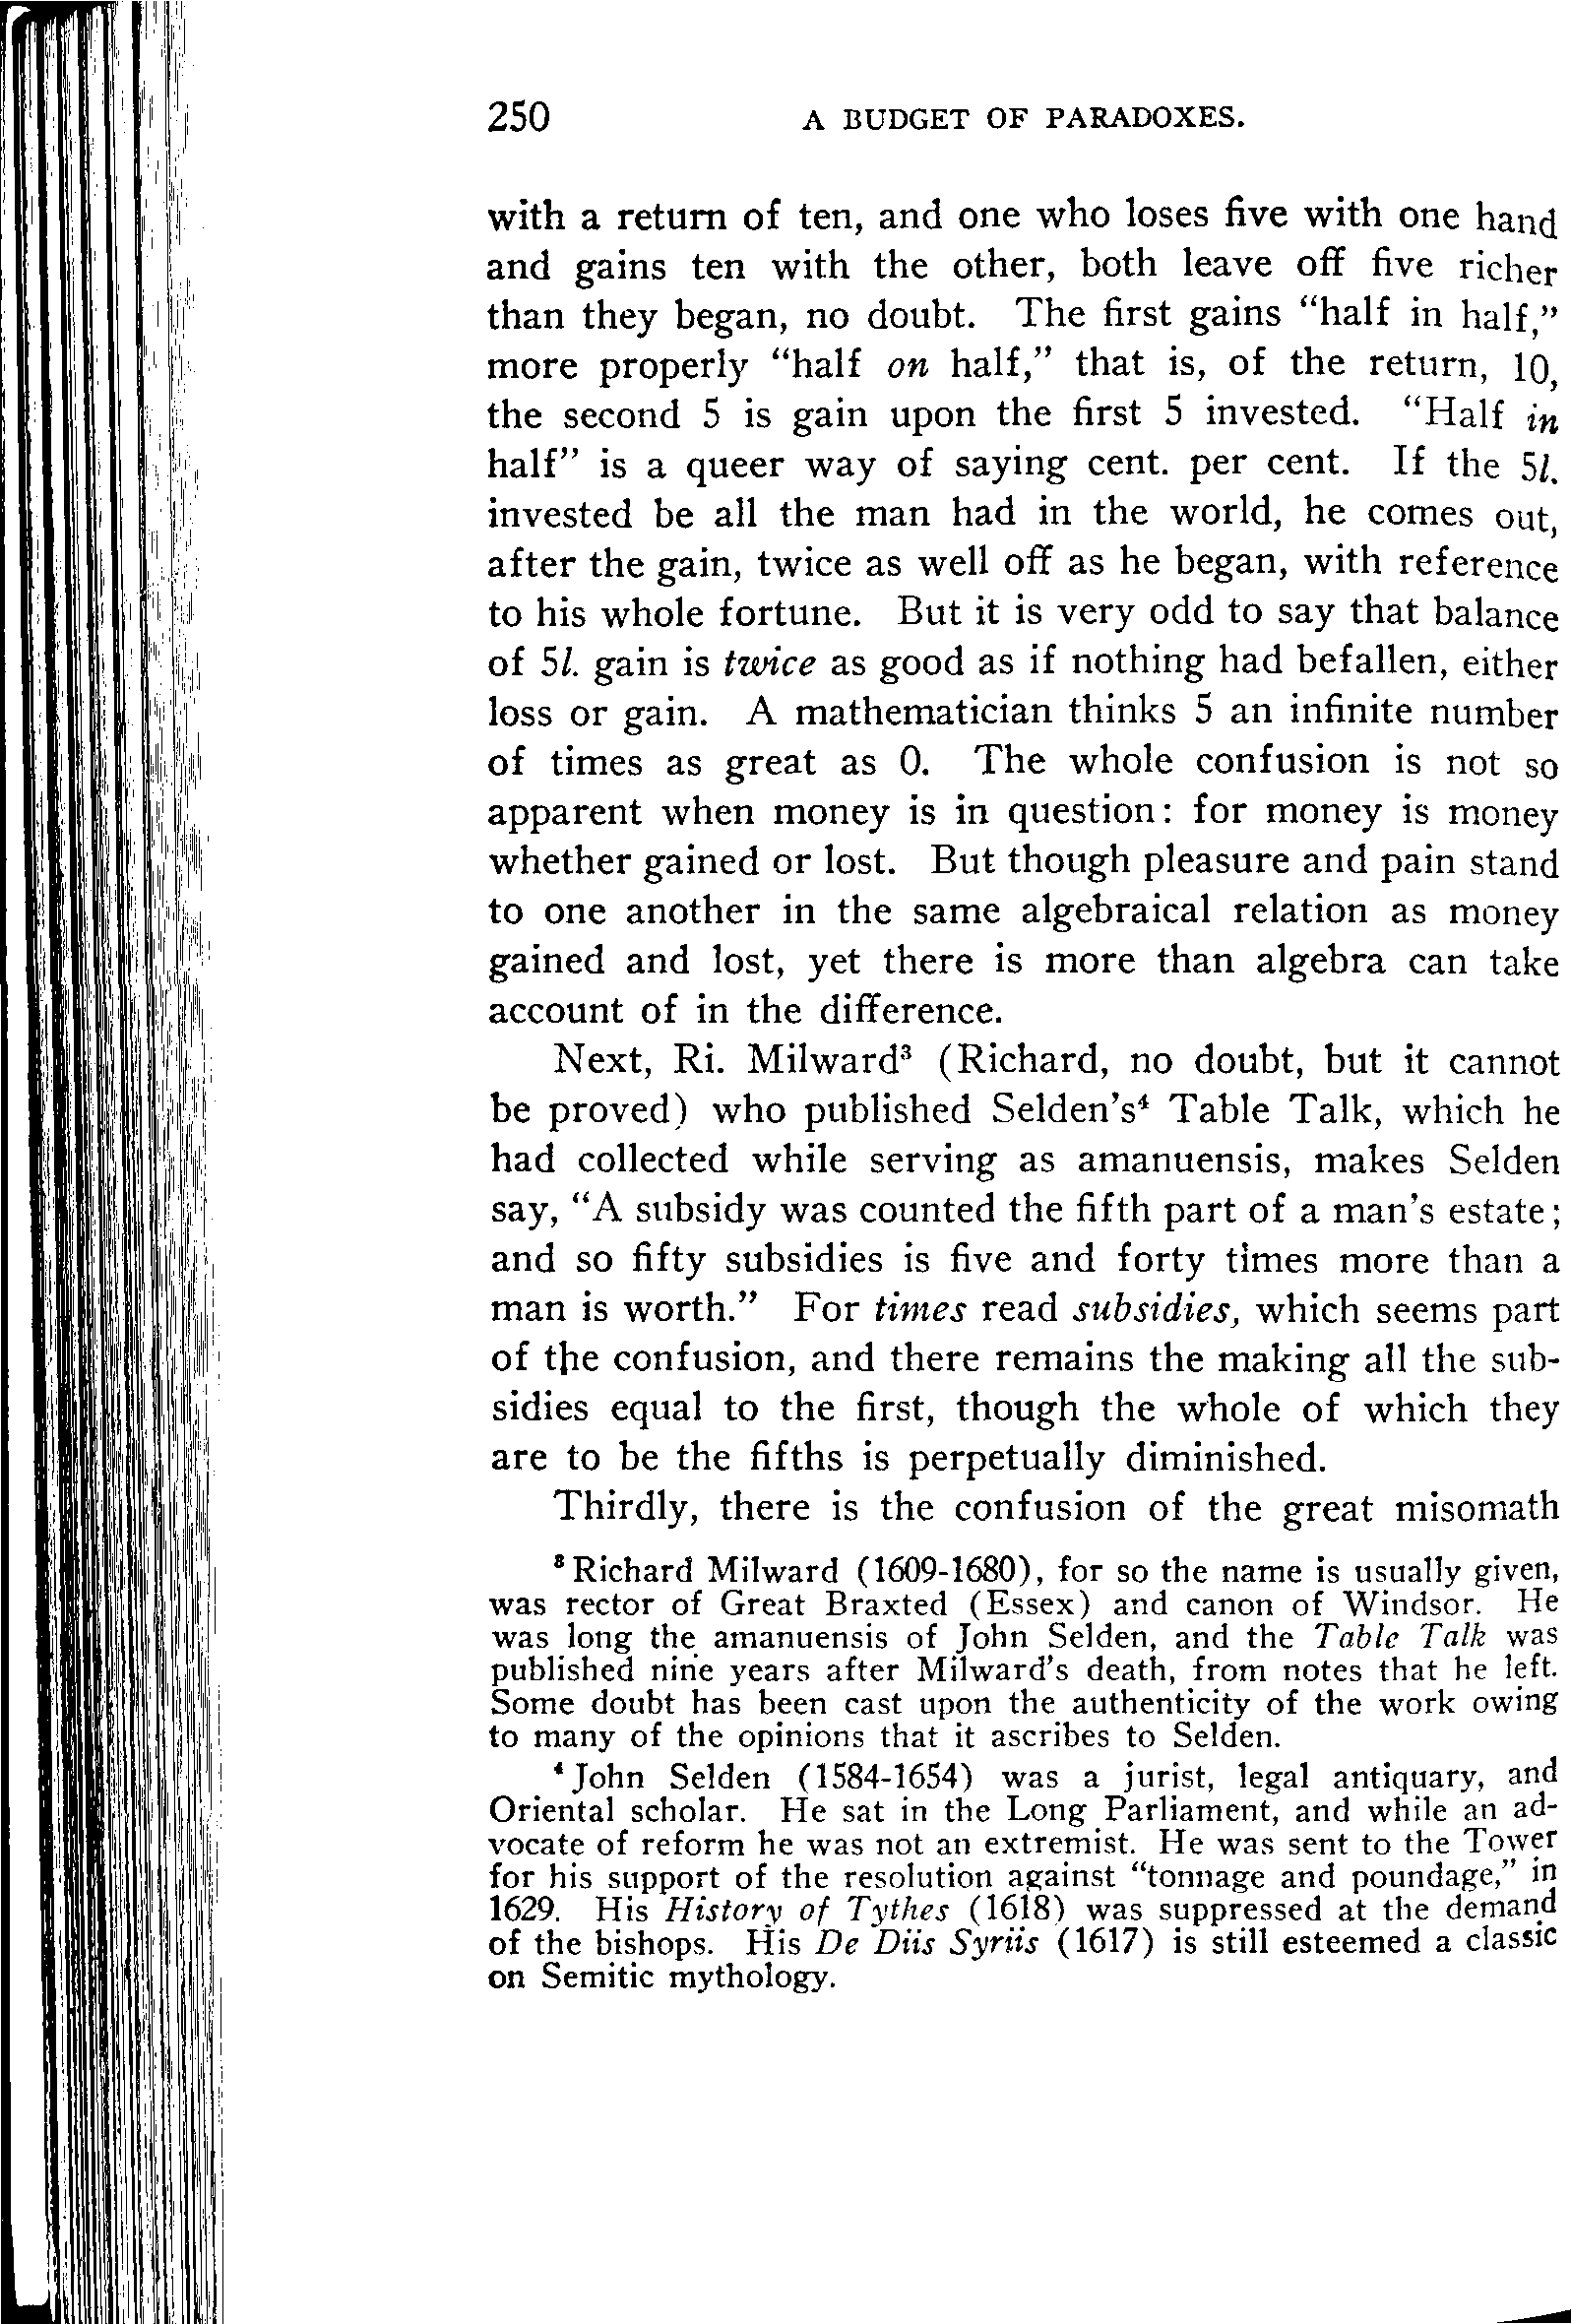 250 A BUDGET OF PARADOXES.
with a return of ten, and one who loses five with one hand
and gains ten with the other, both leave off five richer
than they began, no doubt. The first gains “half in half,”
more properly “half on half,” that is, of the return, 10,
the second 5 is gain upon the first 5 invested. “Half in
half” is a queer way of saying cent. per cent. If the 5l.
invested be all the man had in the world, he comes out,
after the gain, twice as well off as he began, with reference
to his whole fortune. But it is very odd to say that balance
of 5l. gain is twice as good as if nothing had befallen, either
loss or gain. A mathematician thinks 5 an infinite number
of times as great as 0. The whole confusion is not so
apparent when money is in question: for money is money
whether gained or lost. But though pleasure and pain stand
to one another in the same algebraical relation as money
gained and lost, yet there is more than algebra can take
account of in the difference.
Next, Ri. Milward³ (Richard, no doubt, but it cannot
be proved) who published Selden’s⁴ Table Talk, which he
had collected while serving as amanuensis, makes Selden
say, “A subsidy was counted the fifth part of a man’s estate;
and so fifty subsidies is five and forty times more than a
man is worth.” For times read subsidies, which seems part
of the confusion, and there remains the making all the sub-
sidies equal to the first, though the whole of which they
are to be the fifths is perpetually diminished.
Thirdly, there is the confusion of the great misomath
³ Richard Milward (1609-1680), for so the name is usually given,
was rector of Great Braxted (Essex) and canon of Windsor. He
was long the amanuensis of John Selden, and the Table Talk was
published nine years after Milward’s death, from notes that he left.
Some doubt has been cast upon the authenticity of the work owing
to many of the opinions that it ascribes to Selden.
⁴ John Selden (1584-1654) was a jurist, legal antiquary, and
Oriental scholar. He sat in the Long Parliament, and while an ad-
vocate of reform he was not an extremist. He was sent to the Tower
for his support of the resolution against “tonnage and poundage,” in
1629. His History of Tythes (1618) was suppressed at the demand
of the bishops. His De Diis Syriis (1617) is still esteemed a classic
on Semitic mythology.